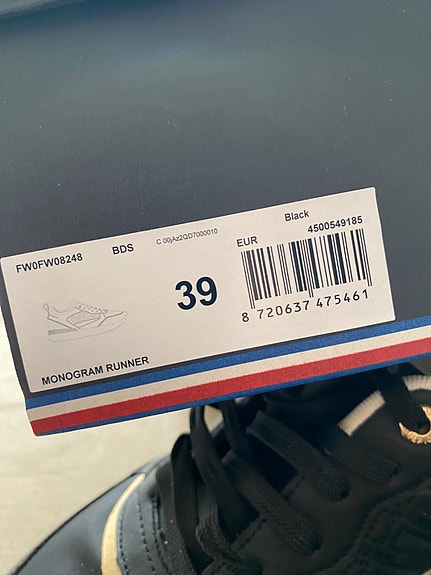 FW0FW08248 BDS C 00jAz2QD7000010 Black
EUR 4500549185
39
8 720637 475461
MONOGRAM RUNNER